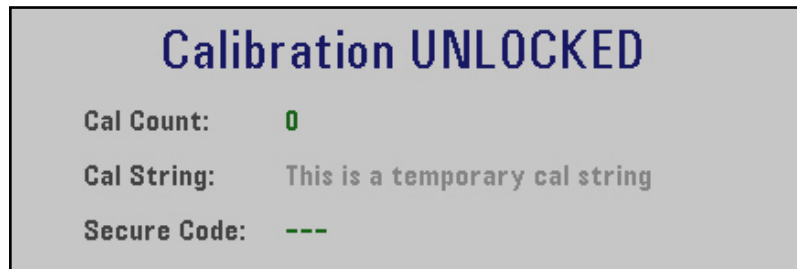 Calibration UNLOCKED
Cal Count: 0
Cal String: This is a temporary cal string
Secure Code: ---